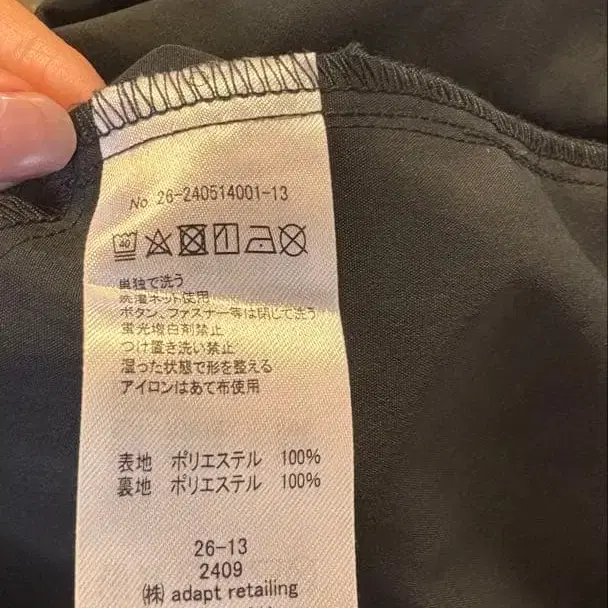 No 26-240514001-13
40
単独で洗う
洗濯ネット使用
ボタン、ファスナー等は閉じて洗う
蛍光増白剤禁止
つけ置き洗い禁止
湿った状態で形を整える
アイロンはあて布使用
表地 ポリエステル 100%
裏地 ポリエステル 100%
26-13
2409
(株) adapt retailing